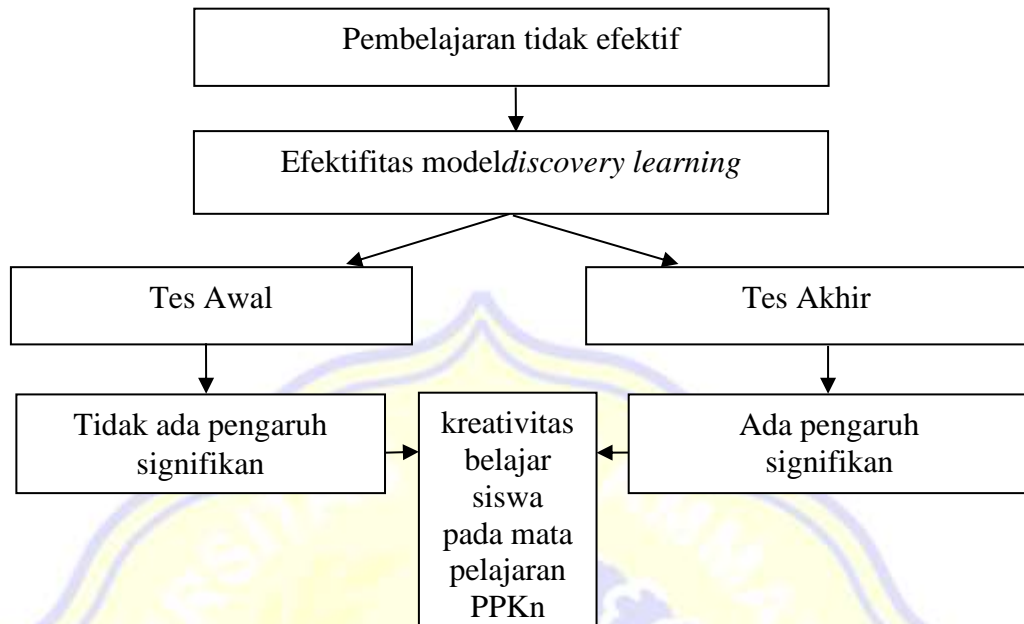 Pembelajaran tidak efektif
Efektifitas modeldiscovery learning
Tes Awal
Tes Akhir
Tidak ada pengaruh
signifikan
kreativitas
belajar
siswa
pada mata
pelajaran
PPKn
Ada pengaruh
signifikan